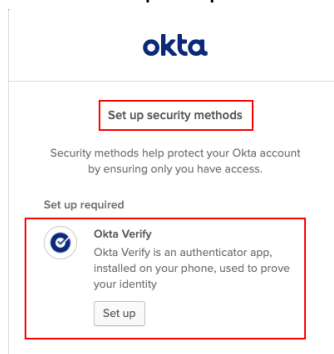 okta
Set up security methods
Security methods help protect your Okta account
by ensuring only you have access.
Set up required
Okta Verify
Okta Verify is an authenticator app,
installed on your phone, used to prove
your identity
Set up